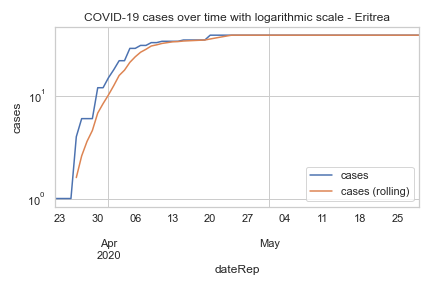 COVID-19 cases over time with logarithmic scale - Eritrea
cases
10¹
10⁰
cases
cases (rolling)
23 30 06 13 20 27 04 11 18 25
Apr May
2020
dateRep